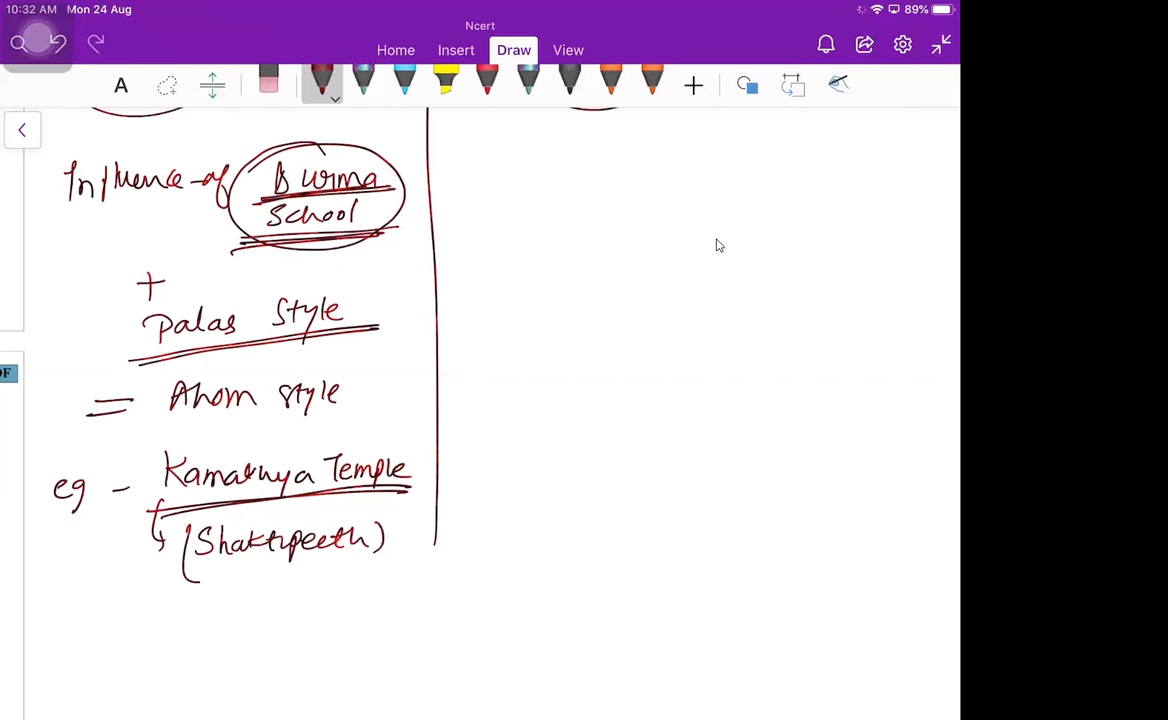 10:32 AM Mon 24 Aug
89%
Ncert
Home Insert Draw View
A
Influence of Burma
School
+
Palas Style
= Ahom Style
eg - Kamakhya Temple
(Shaktipeeth)
OF